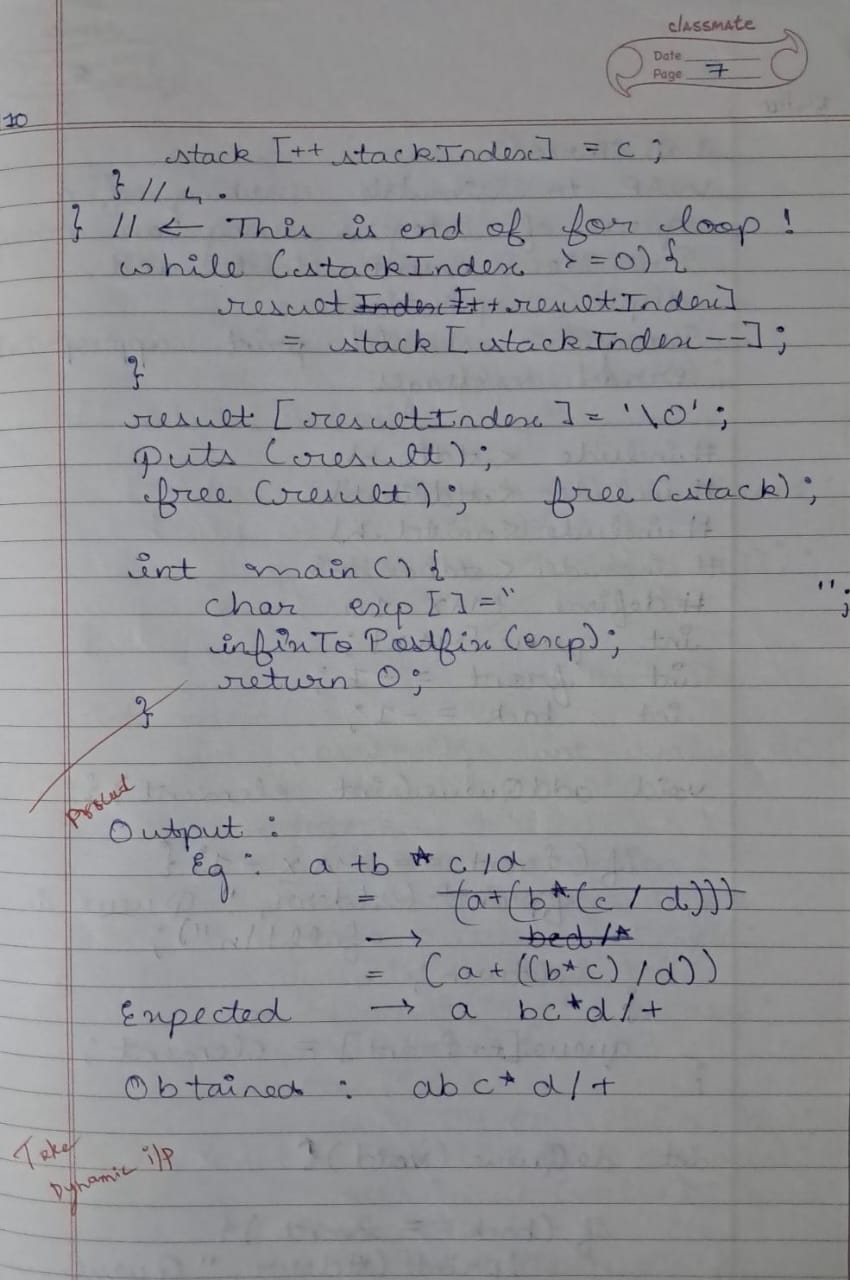 classmate
Date
Page 7
10
stack [++ stackIndex] = c ;
} // 4 .
} // ← This is end of for loop !
while (stackIndex >= 0) {
result Index [++resultIndex]
= stack [stackIndex--];
}
result [resultIndex] = '\0' ;
puts (result);
free (result); free (stack);
int main () {
char exp [] = " ";
infixToPostfix (exp);
return 0;
}
Output :
Eg : a +b * c /d
= (a+(b*(c / d)))
→ bcd/*
= (a+((b*c)/d))
Expected → a bc*d/+
Obtained : abc* d/+
Take
Dynamic i/p